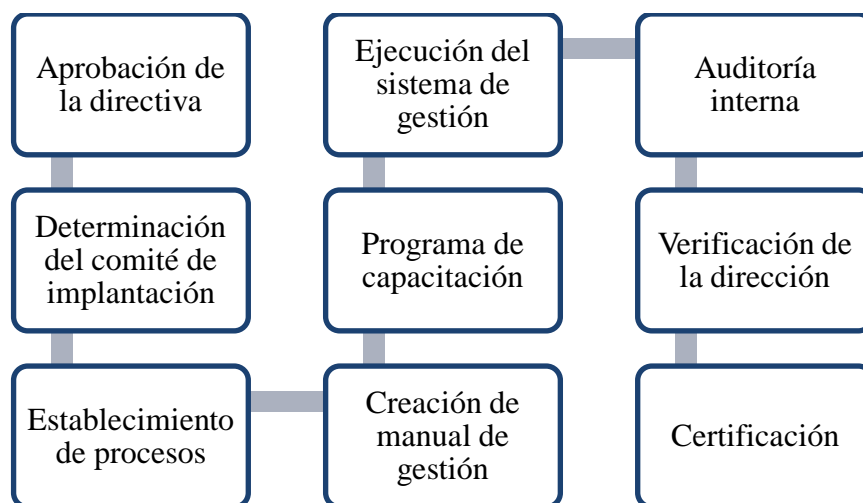 Aprobación de
la directiva
Determinación
del comité de
implantación
Establecimiento
de procesos
Creación de
manual de
gestión
Programa de
capacitación
Ejecución del
sistema de
gestión
Auditoría
interna
Verificación de
la dirección
Certificación